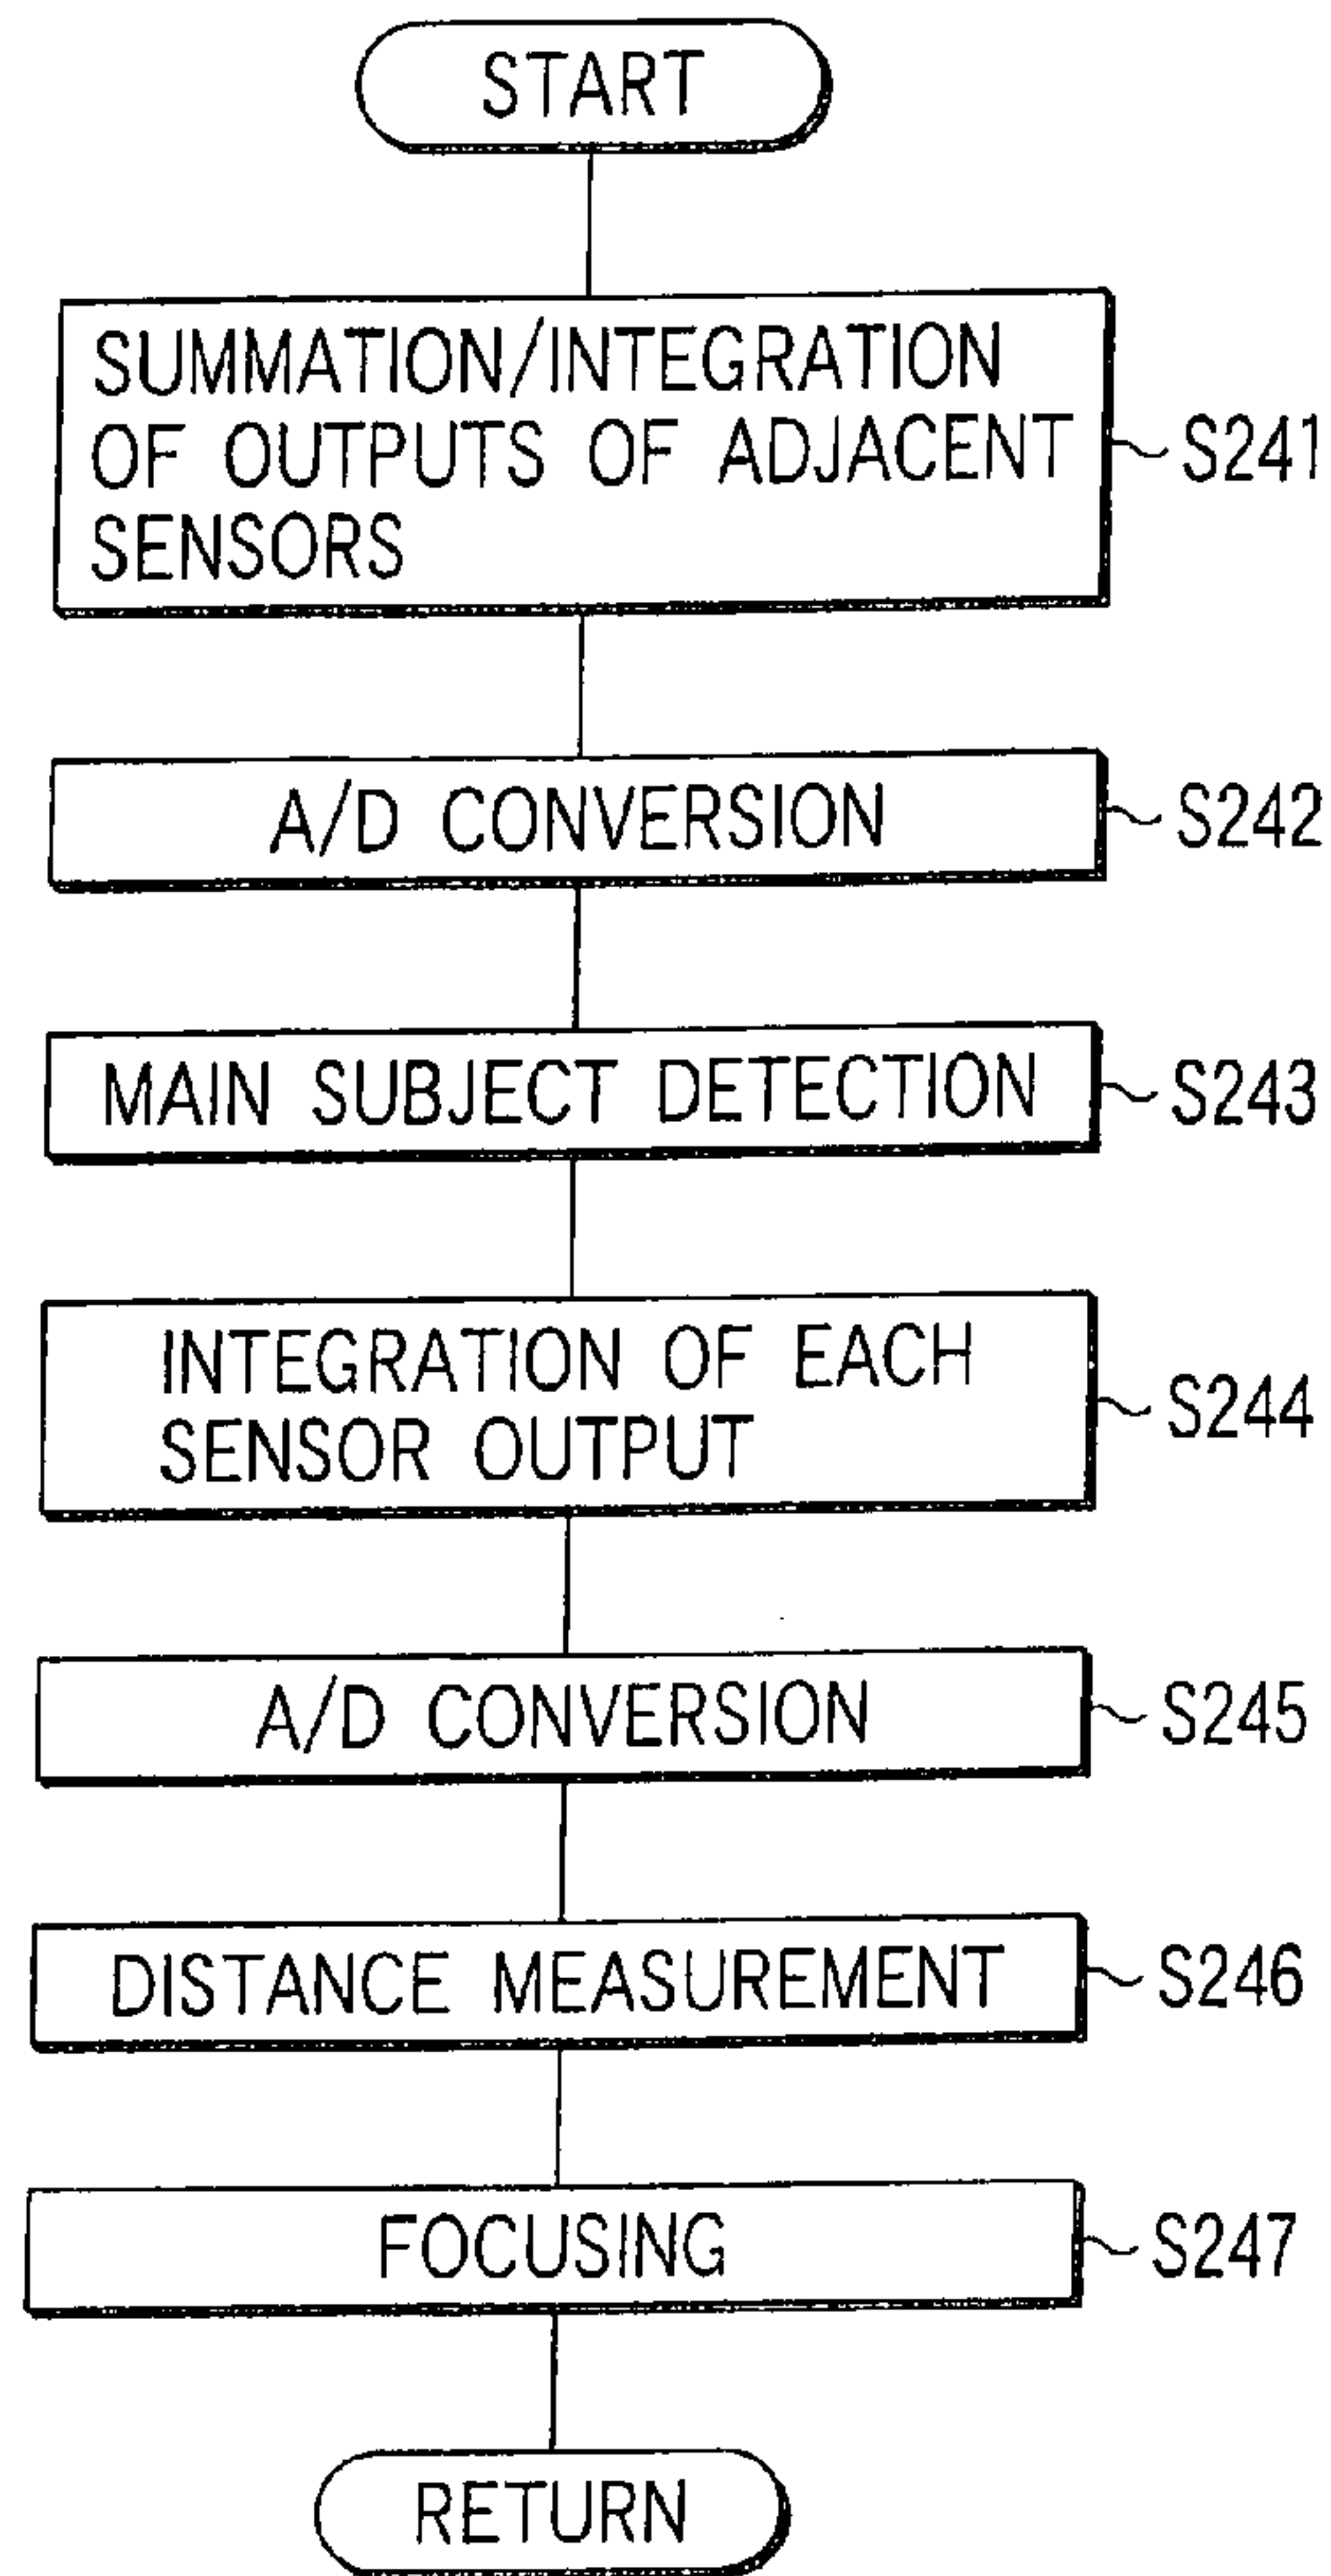 START
SUMMATION/INTEGRATION
OF OUTPUTS OF ADJACENT
SENSORS
S241
A/D CONVERSION
S242
MAIN SUBJECT DETECTION
S243
INTEGRATION OF EACH
SENSOR OUTPUT
S244
A/D CONVERSION
S245
DISTANCE MEASUREMENT
S246
FOCUSING
S247
RETURN